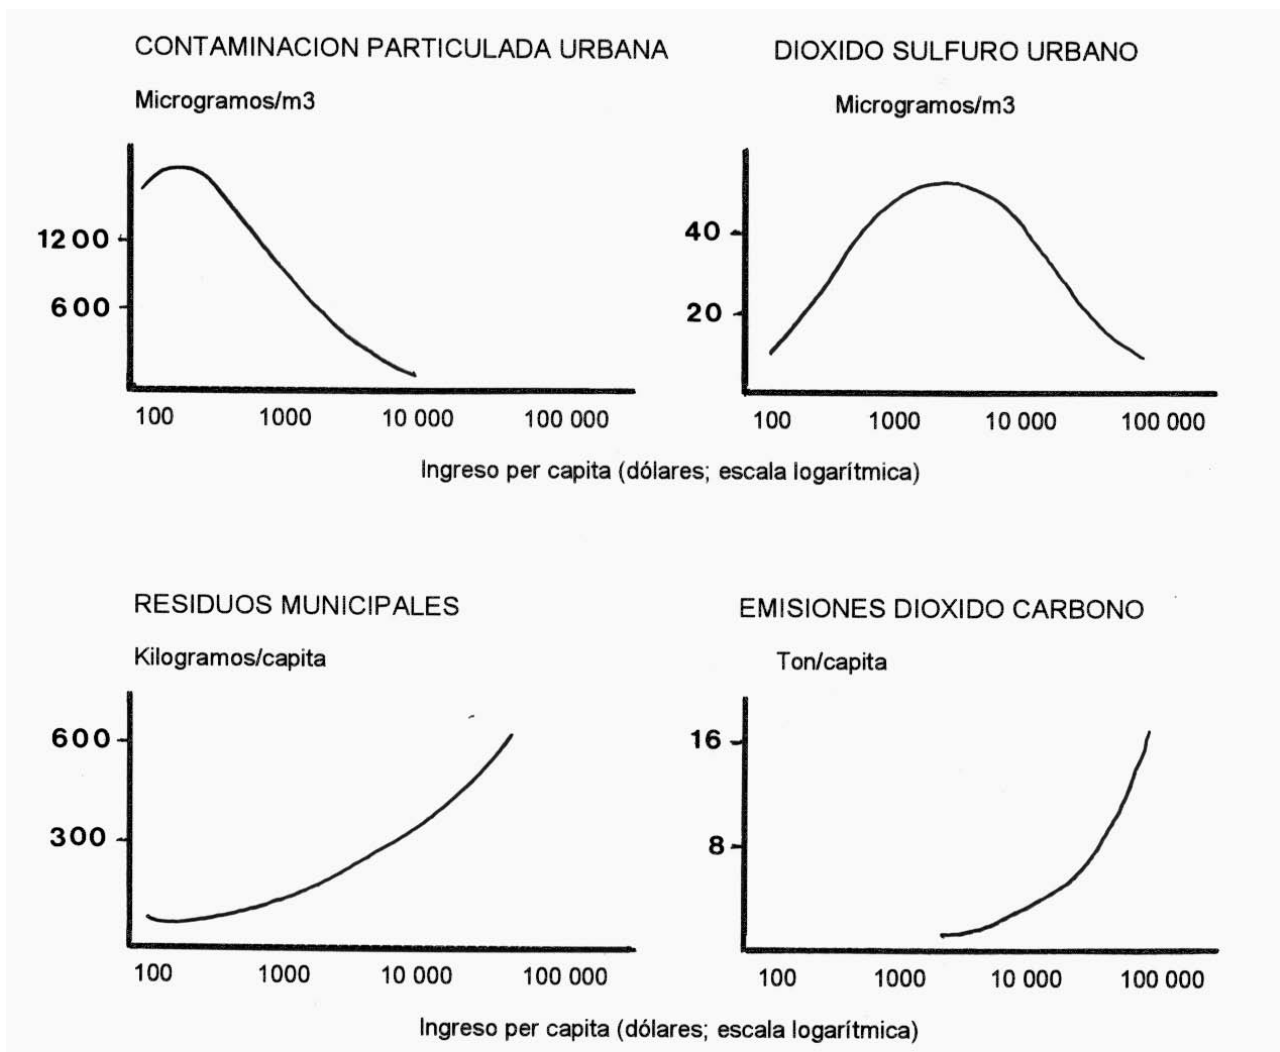 CONTAMINACION PARTICULADA URBANA
Microgramos/m3
1200
600
100 1000 10 000 100 000
DIOXIDO SULFURO URBANO
Microgramos/m3
40
20
100 1000 10 000 100 000
Ingreso per capita (dólares; escala logarítmica)
RESIDUOS MUNICIPALES
Kilogramos/capita
600
300
100 1000 10 000 100 000
EMISIONES DIOXIDO CARBONO
Ton/capita
16
8
100 1000 10 000 100 000
Ingreso per capita (dólares; escala logarítmica)